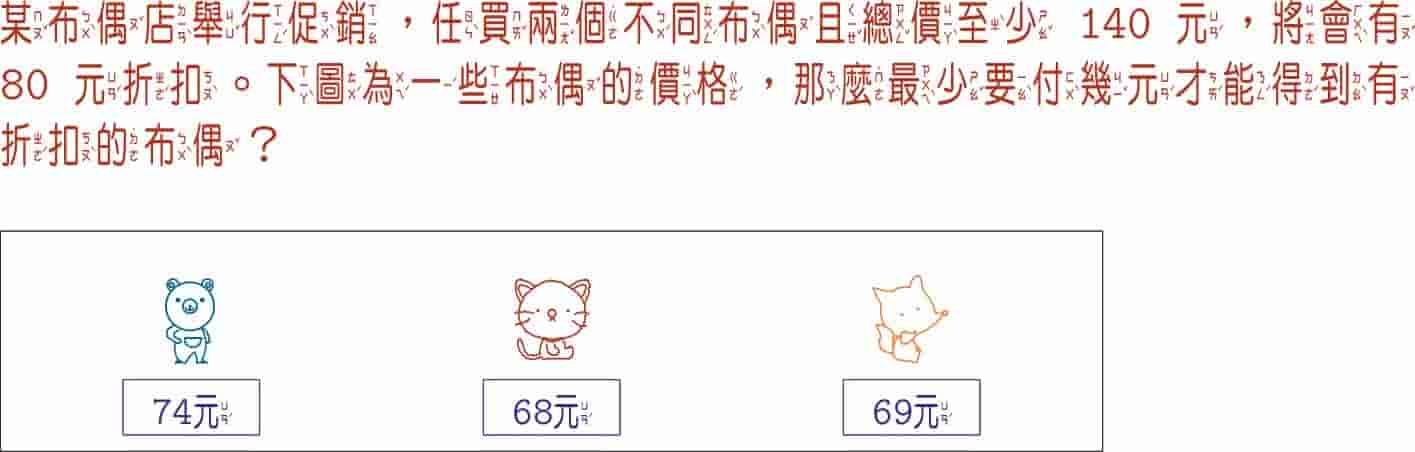 某布偶店舉行促銷，任買兩個不同布偶且總價至少 140 元，將會有
80 元折扣。下圖為一些布偶的價格，那麼最少要付幾元才能得到有
折扣的布偶？
74元 68元 69元